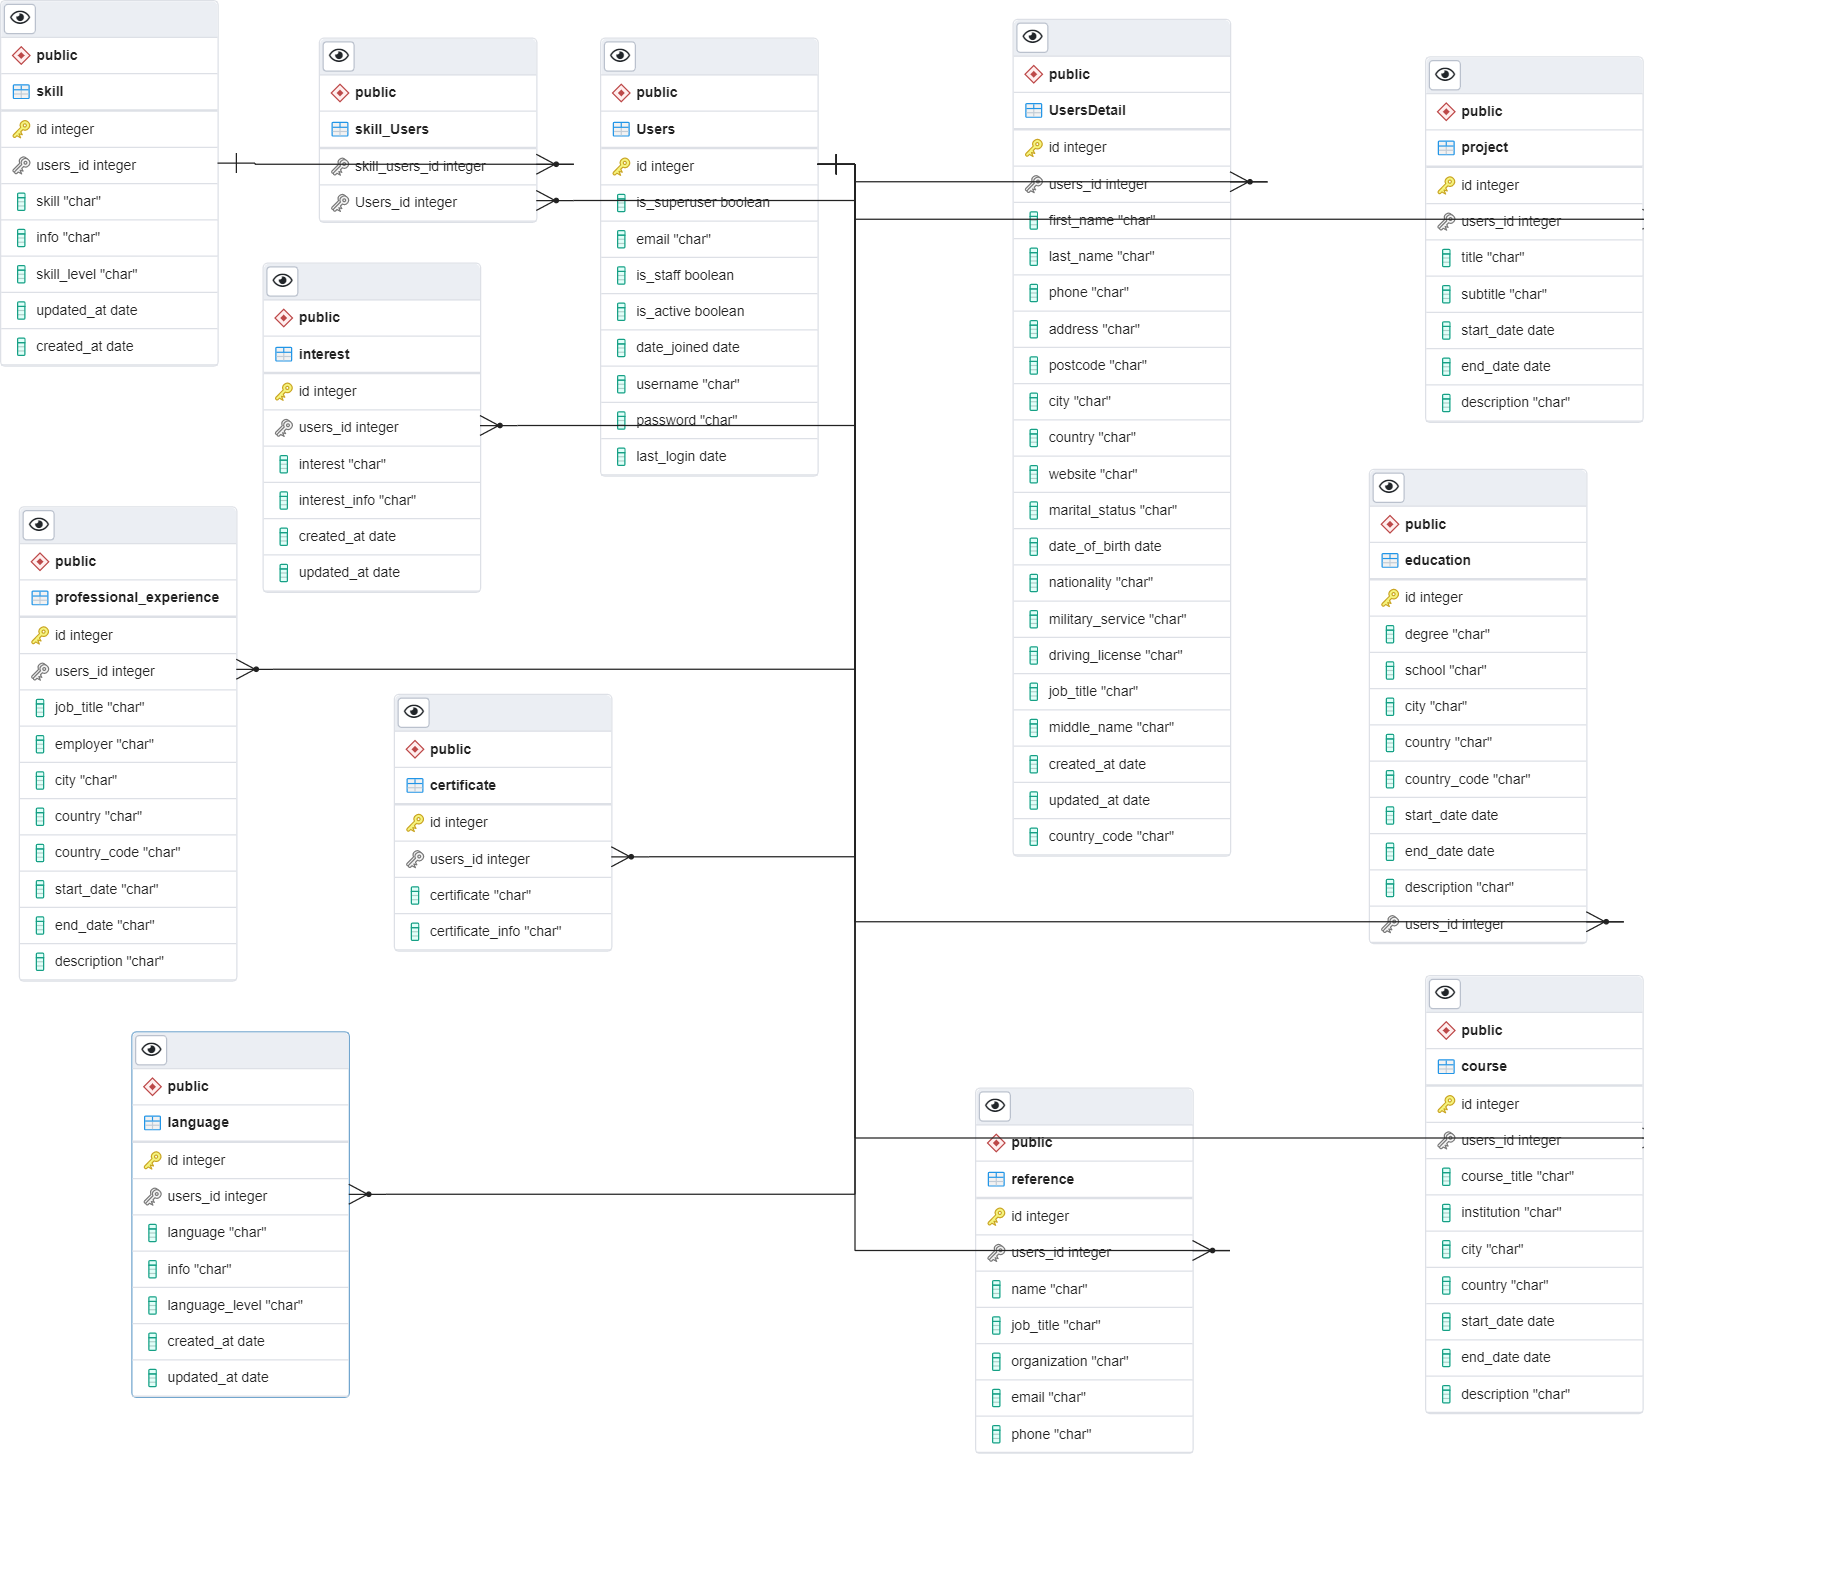 public
skill
id integer
users_id integer
skill "char"
info "char"
skill_level "char"
updated_at date
created_at date
public
skill_Users
skill_users_id integer
Users_id integer
public
Users
id integer
is_superuser boolean
email "char"
is_staff boolean
is_active boolean
date_joined date
username "char"
password "char"
last_login date
public
UsersDetail
id integer
users_id integer
first_name "char"
last_name "char"
phone "char"
address "char"
postcode "char"
city "char"
country "char"
website "char"
marital_status "char"
date_of_birth date
nationality "char"
military_service "char"
driving_license "char"
job_title "char"
middle_name "char"
created_at date
updated_at date
country_code "char"
public
project
id integer
users_id integer
title "char"
subtitle "char"
start_date date
end_date date
description "char"
public
interest
id integer
users_id integer
interest "char"
interest_info "char"
created_at date
updated_at date
public
education
id integer
degree "char"
school "char"
city "char"
country "char"
country_code "char"
start_date date
end_date date
description "char"
users_id integer
public
professional_experience
id integer
users_id integer
job_title "char"
employer "char"
city "char"
country "char"
country_code "char"
start_date "char"
end_date "char"
description "char"
public
certificate
id integer
users_id integer
certificate "char"
certificate_info "char"
public
language
id integer
users_id integer
language "char"
info "char"
language_level "char"
created_at date
updated_at date
public
reference
id integer
users_id integer
name "char"
job_title "char"
organization "char"
email "char"
phone "char"
public
course
id integer
users_id integer
course_title "char"
institution "char"
city "char"
country "char"
start_date date
end_date date
description "char"